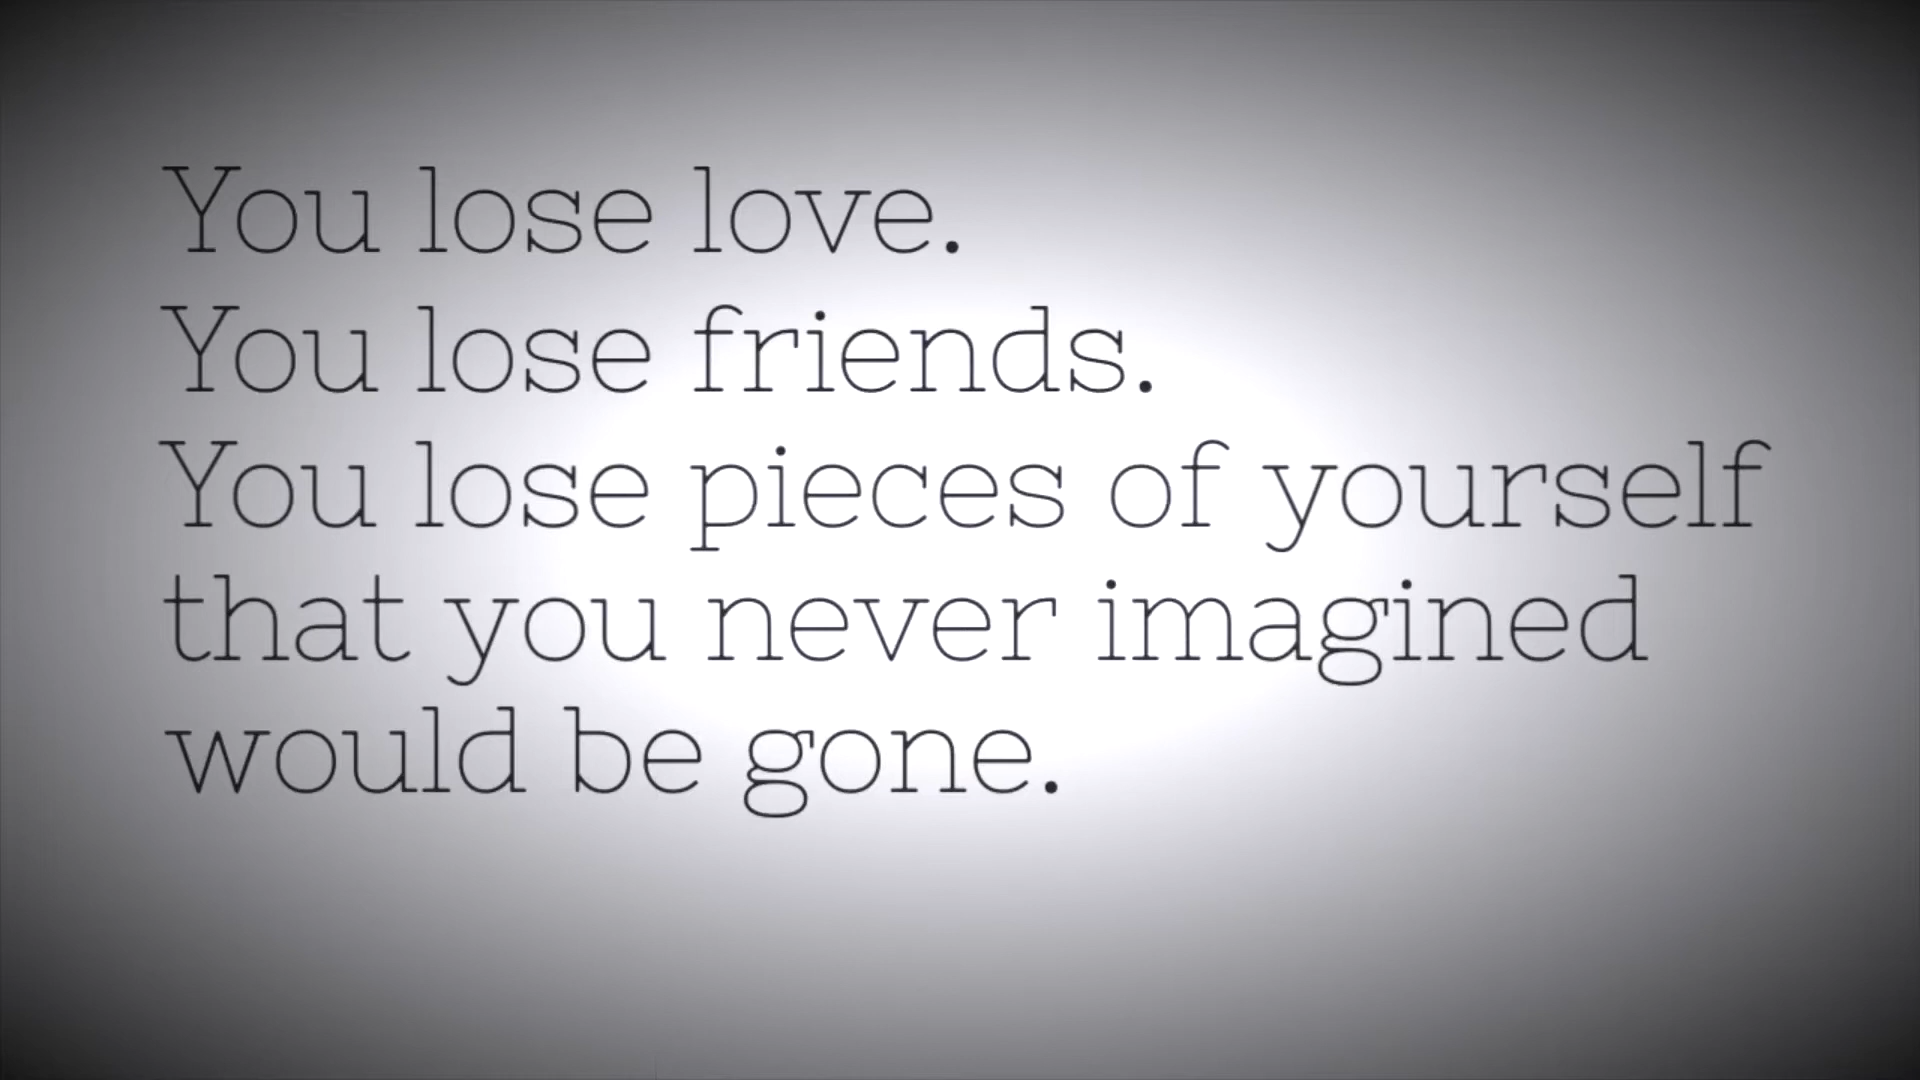 You lose love.
You lose friends.
You lose pieces of yourself
that you never imagined
would be gone.